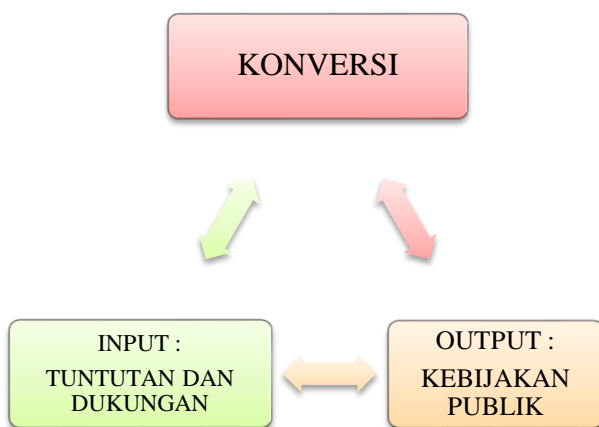 KONVERSI
INPUT :
TUNTUTAN DAN
DUKUNGAN
OUTPUT :
KEBIJAKAN
PUBLIK